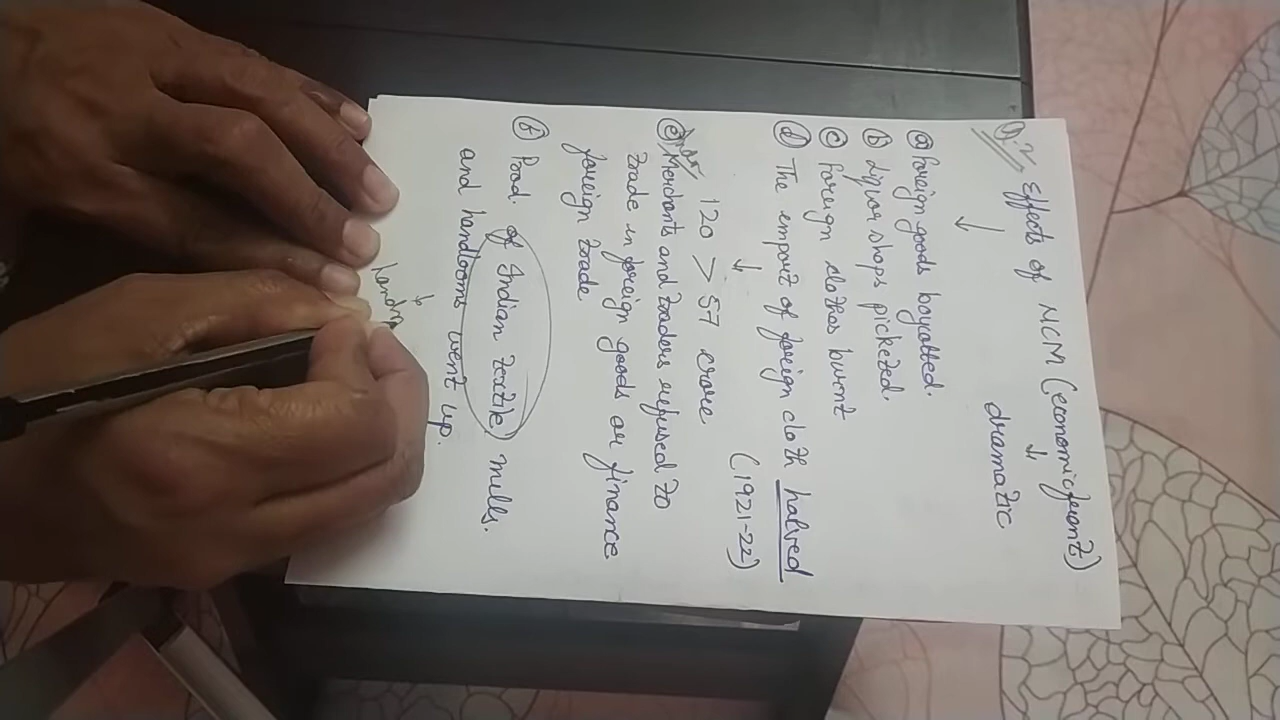 Q.2 Effects of NCM (economic front)
↓
dramatic
↓
(a) Foreign goods boycotted.
(b) Liquor shops picketed.
(c) Foreign clothes burnt
(d) The import of foreign cloth halved
↓
(1921-22)
120 > 57 crore
(e) Merchants and traders refused to
trade in foreign goods or finance
foreign trade
(f) Prod. of Indian textile mills.
and handlooms went up.
↓